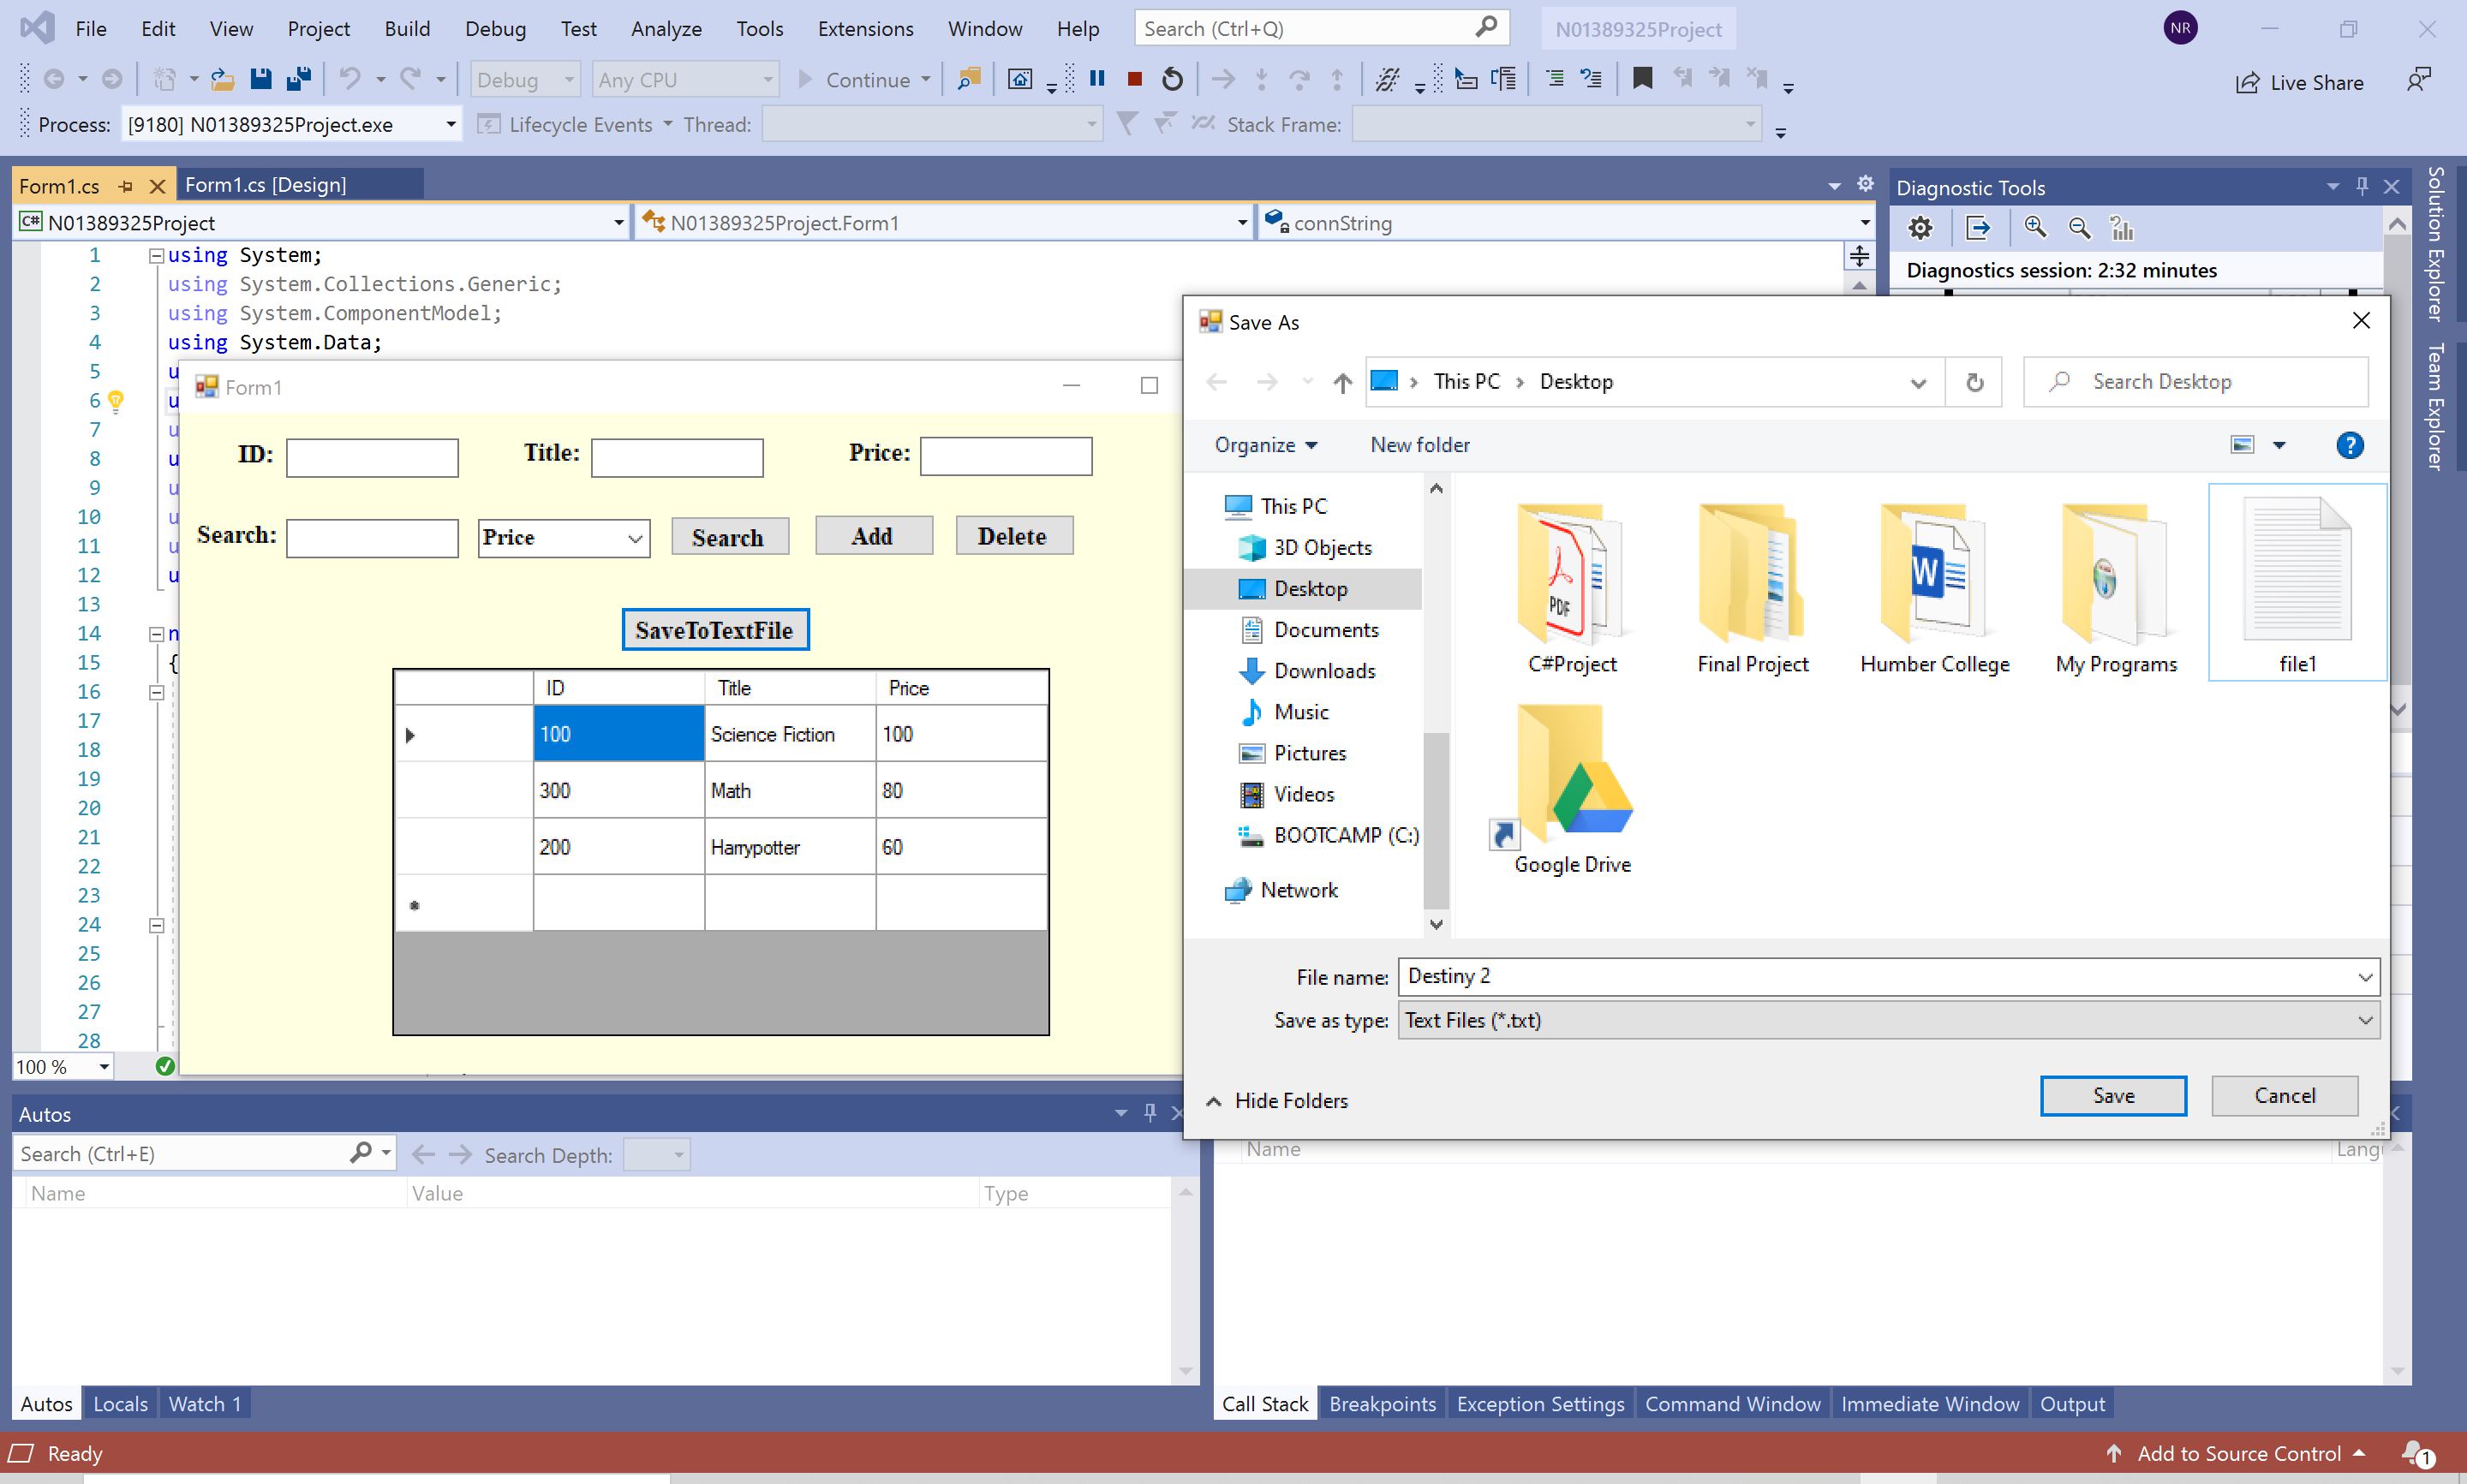 File Edit View Project Build Debug Test Analyze Tools Extensions Window Help Search (Ctrl+Q) N01389325Project NR
Debug Any CPU Continue Live Share
Process: [9180] N01389325Project.exe Lifecycle Events Thread: Stack Frame:
Form1.cs Form1.cs [Design]
C# N01389325Project N01389325Project.Form1 connString
1 using System;
2 using System.Collections.Generic;
3 using System.ComponentModel;
4 using System.Data;
5 u
6 u
7 u
8 u
9 u
10 u
11 u
12 u
13
14 n
15 {
16
17
18
19
20
21
22
23
24
25
26
27
28
100 %
Form1
ID: Title: Price:
Search: Price Search Add Delete
SaveToTextFile
ID Title Price
100 Science Fiction 100
300 Math 80
200 Harrypotter 60
Diagnostic Tools
Diagnostics session: 2:32 minutes
Solution Explorer
Team Explorer
Save As
This PC Desktop Search Desktop
Organize New folder ?
This PC
3D Objects
Desktop
Documents
Downloads
Music
Pictures
Videos
BOOTCAMP (C:)
Network
PDF W
C#Project Final Project Humber College My Programs file1
Google Drive
File name: Destiny 2
Save as type: Text Files (*.txt)
Hide Folders Save Cancel
Autos
Search (Ctrl+E) Search Depth:
Name Value Type
Name Lang
Autos Locals Watch 1
Call Stack Breakpoints Exception Settings Command Window Immediate Window Output
Ready Add to Source Control 1